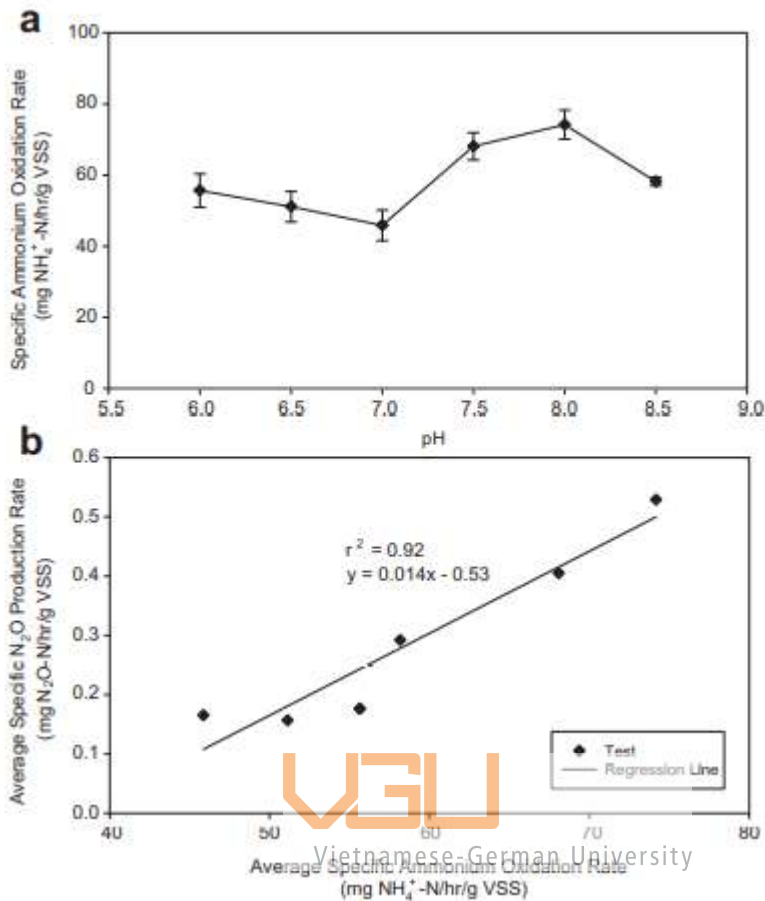 a
Specific Ammonium Oxidation Rate
(mg NH₄⁺-N/hr/g VSS)
100
80
60
40
20
0
5.5 6.0 6.5 7.0 7.5 8.0 8.5 9.0
pH
b
Average Specific N₂O Production Rate
(mg N₂O-N/hr/g VSS)
0.6
0.5
0.4
0.3
0.2
0.1
0.0
r² = 0.92
y = 0.014x - 0.53
Test
Regression Line
VGU
40 50 60 70 80
Vietnamese-German University
Average Specific Ammonium Oxidation Rate
(mg NH₄⁺-N/hr/g VSS)